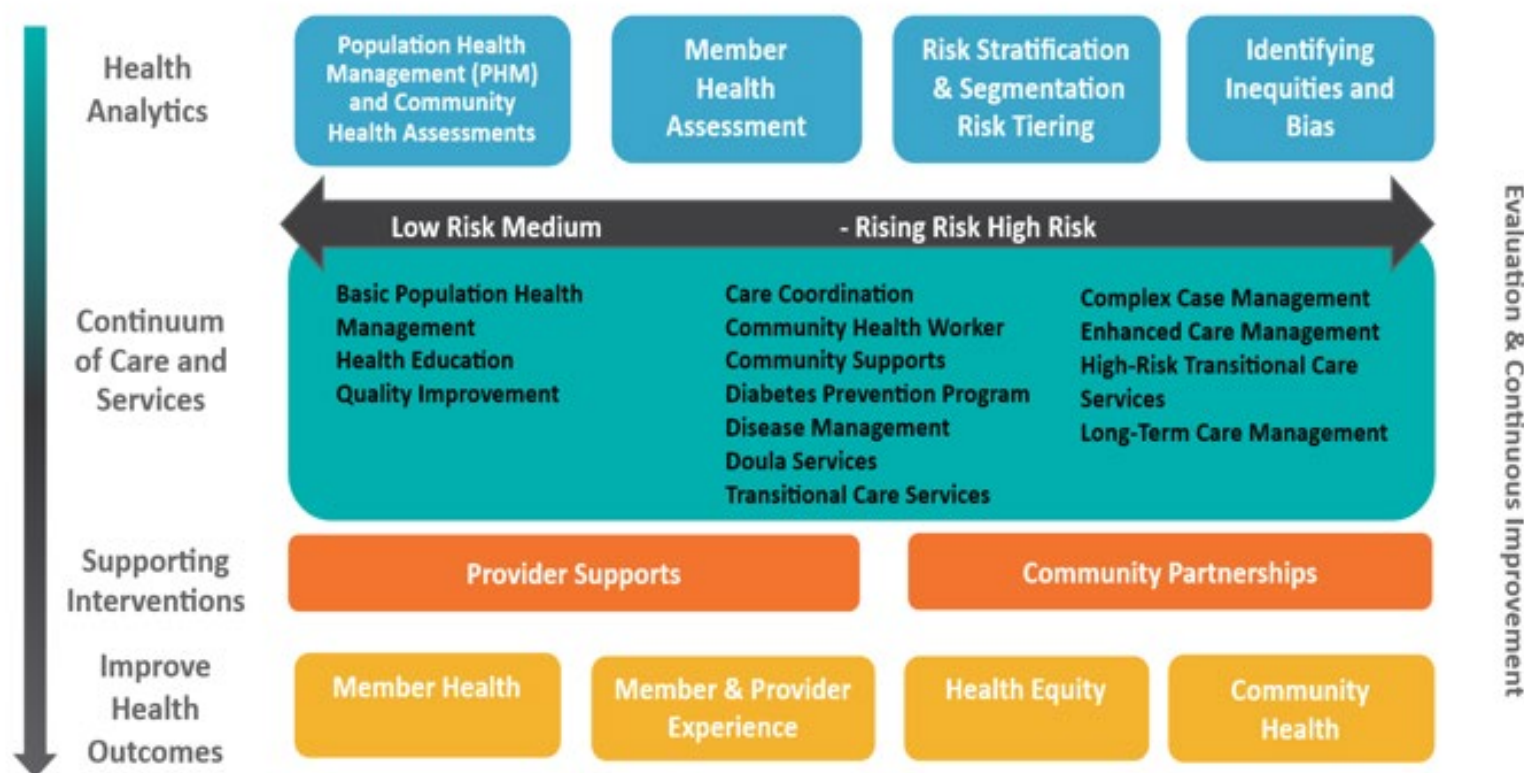 Health
Analytics
Population Health
Management (PHM)
and Community
Health Assessments
Member
Health
Assessment
Risk Stratification
& Segmentation
Risk Tiering
Identifying
Inequities and
Bias
Low Risk Medium - Rising Risk High Risk
Continuum
of Care and
Services
Basic Population Health
Management
Health Education
Quality Improvement
Care Coordination
Community Health Worker
Community Supports
Diabetes Prevention Program
Disease Management
Doula Services
Transitional Care Services
Complex Case Management
Enhanced Care Management
High-Risk Transitional Care
Services
Long-Term Care Management
Supporting
Interventions
Provider Supports
Community Partnerships
Improve
Health
Outcomes
Member Health
Member & Provider
Experience
Health Equity
Community
Health
Evaluation & Continuous Improvement